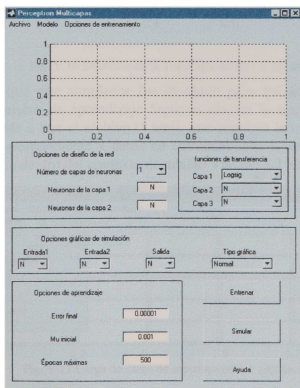 Perceptron Multicapas
Archivo Modelo Opciones de entrenamiento
1
0.8
0.6
0.4
0.2
0
0 0.2 0.4 0.6 0.8 1
Opciones de diseño de la red
Número de capas de neuronas 1
Neuronas de la capa 1 N
Neuronas de la capa 2 N
funciones de transferencia
Capa 1 Logsig
Capa 2 N
Capa 3 N
Opciones gráficas de simulación
Entrada1 Entrada2 Salida Tipo gráfica
N N N Normal
Opciones de aprendizaje
Error final 0.00001
Mu inicial 0.001
Épocas máximas 500
Entrenar
Simular
Ayuda